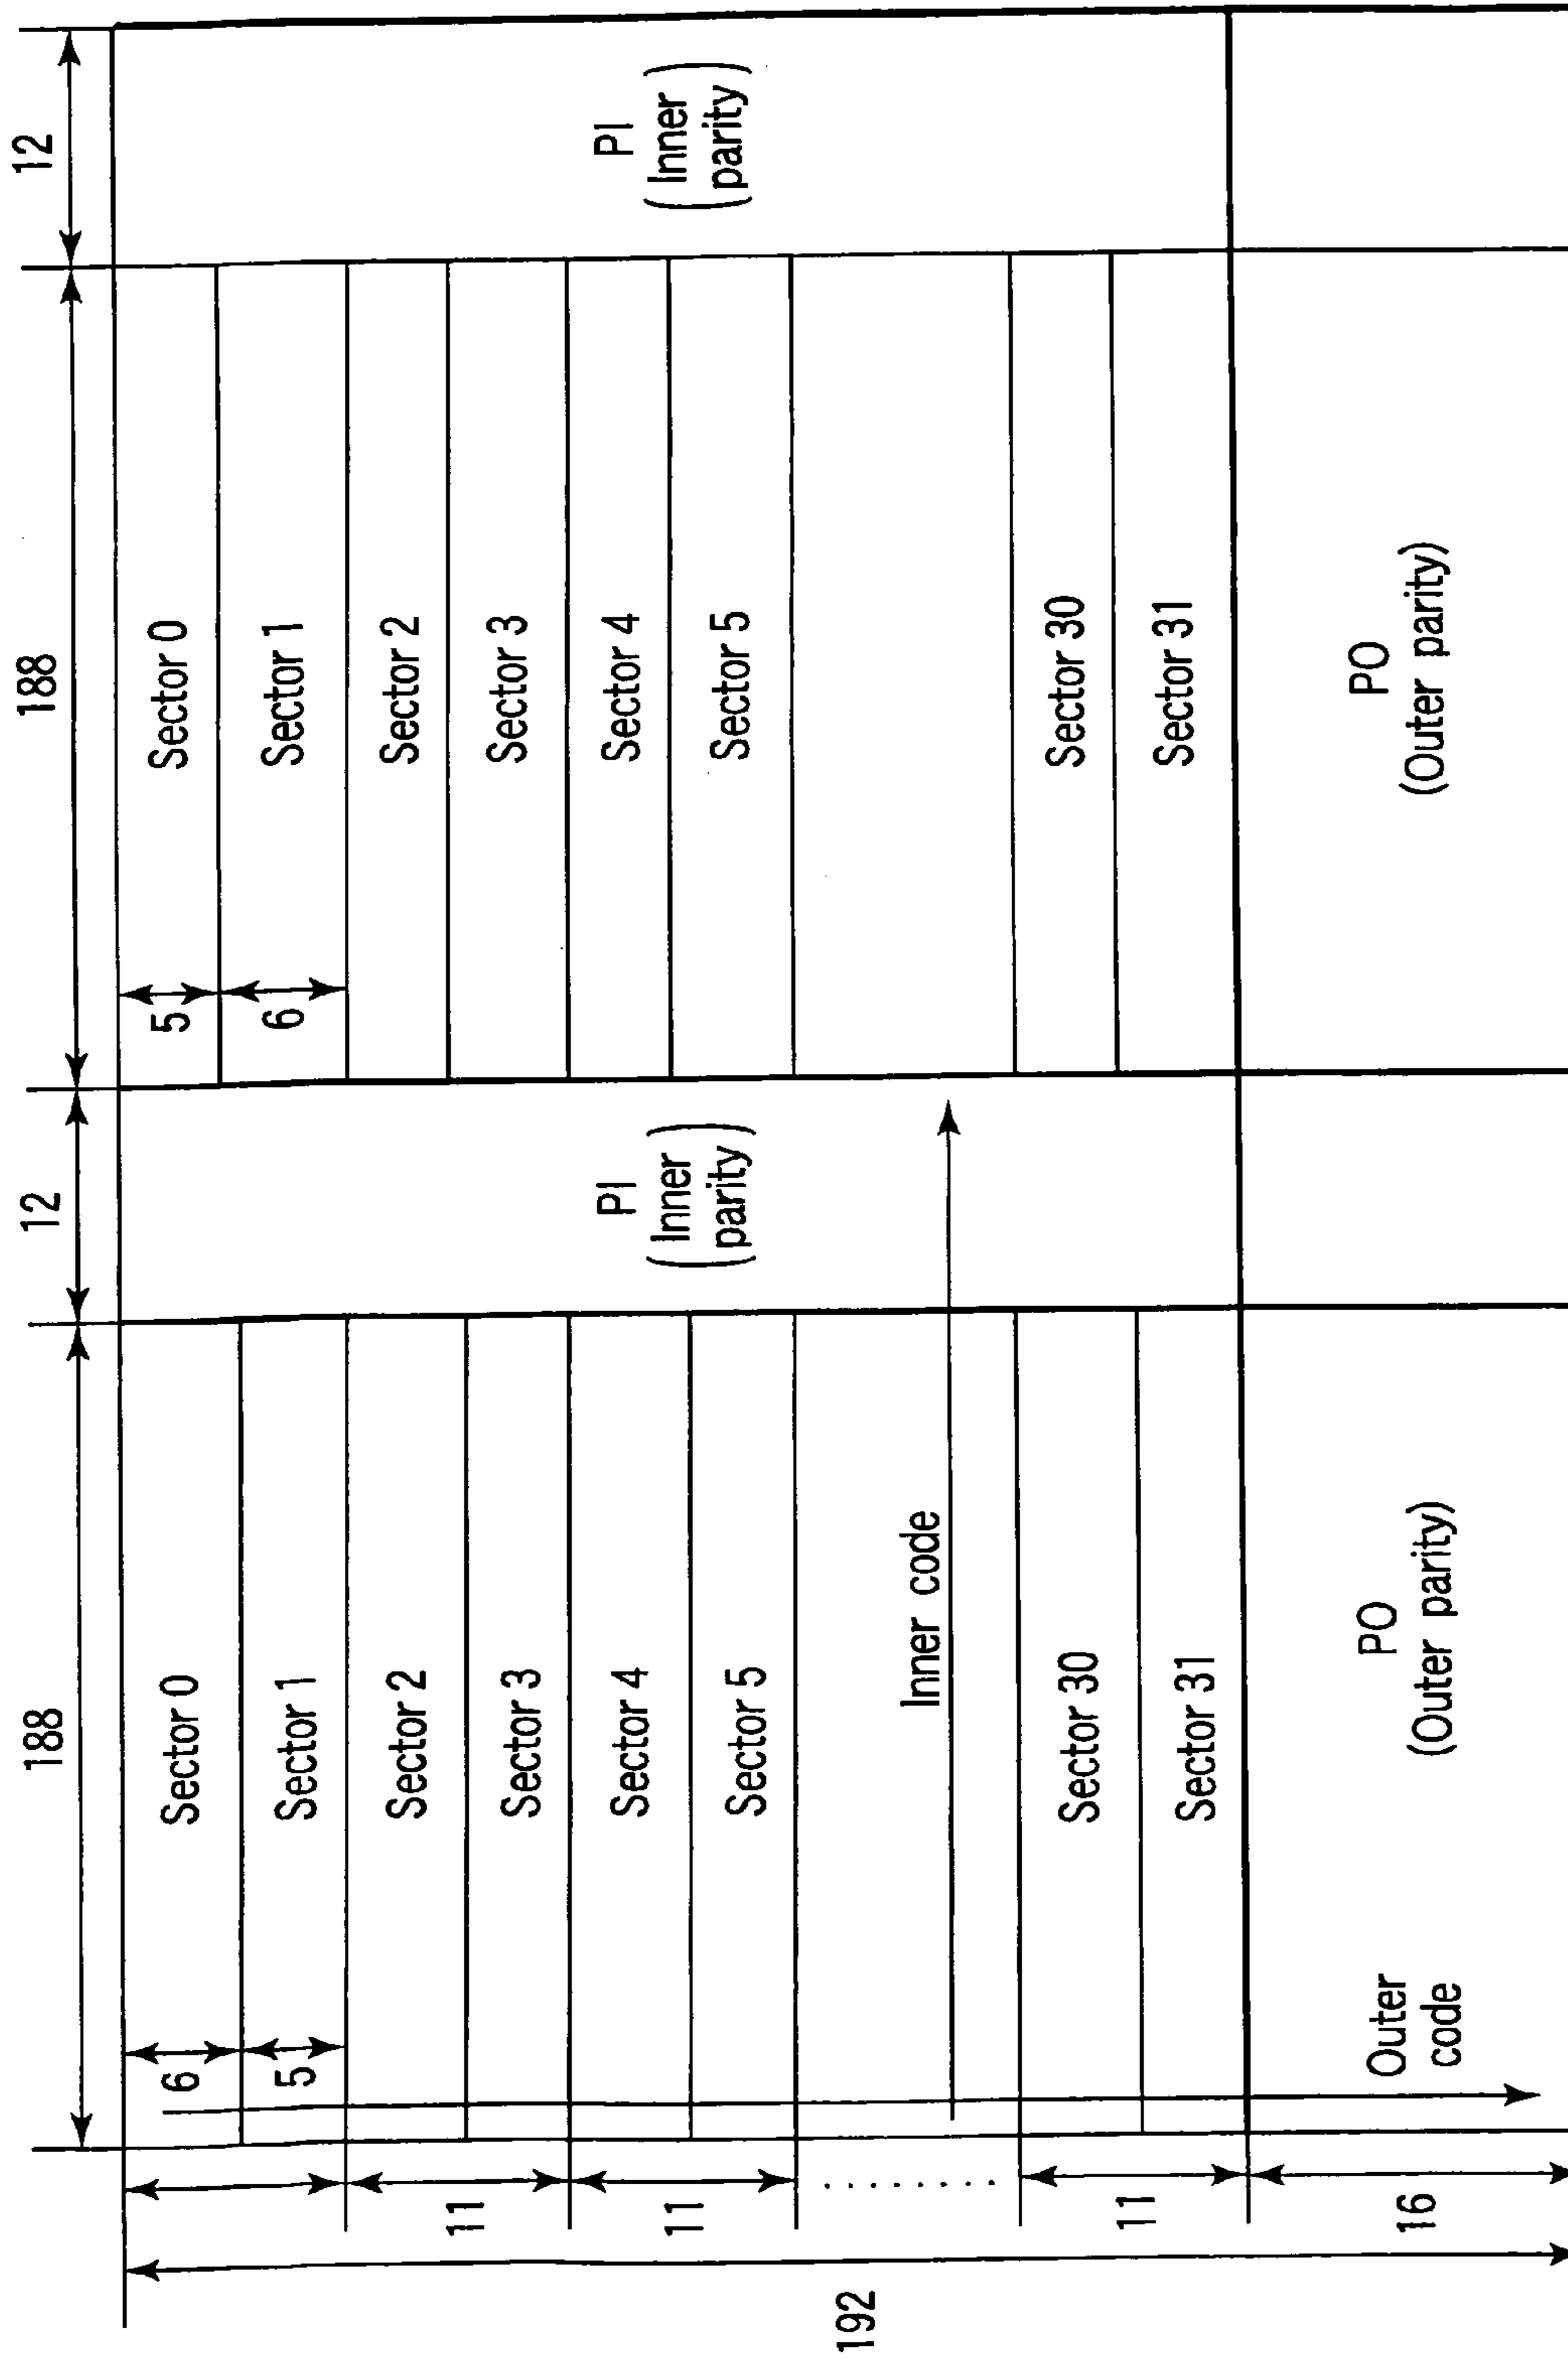 188
12
188
12
6
5
5
6
Sector 0
Sector 1
Sector 2
Sector 3
Sector 4
Sector 5
Sector 30
Sector 31
Inner code
PI
(Inner
parity)
Sector 0
Sector 1
Sector 2
Sector 3
Sector 4
Sector 5
Sector 30
Sector 31
PI
(Inner
parity)
11
11
11
16
192
Outer
code
PO
(Outer parity)
PO
(Outer parity)